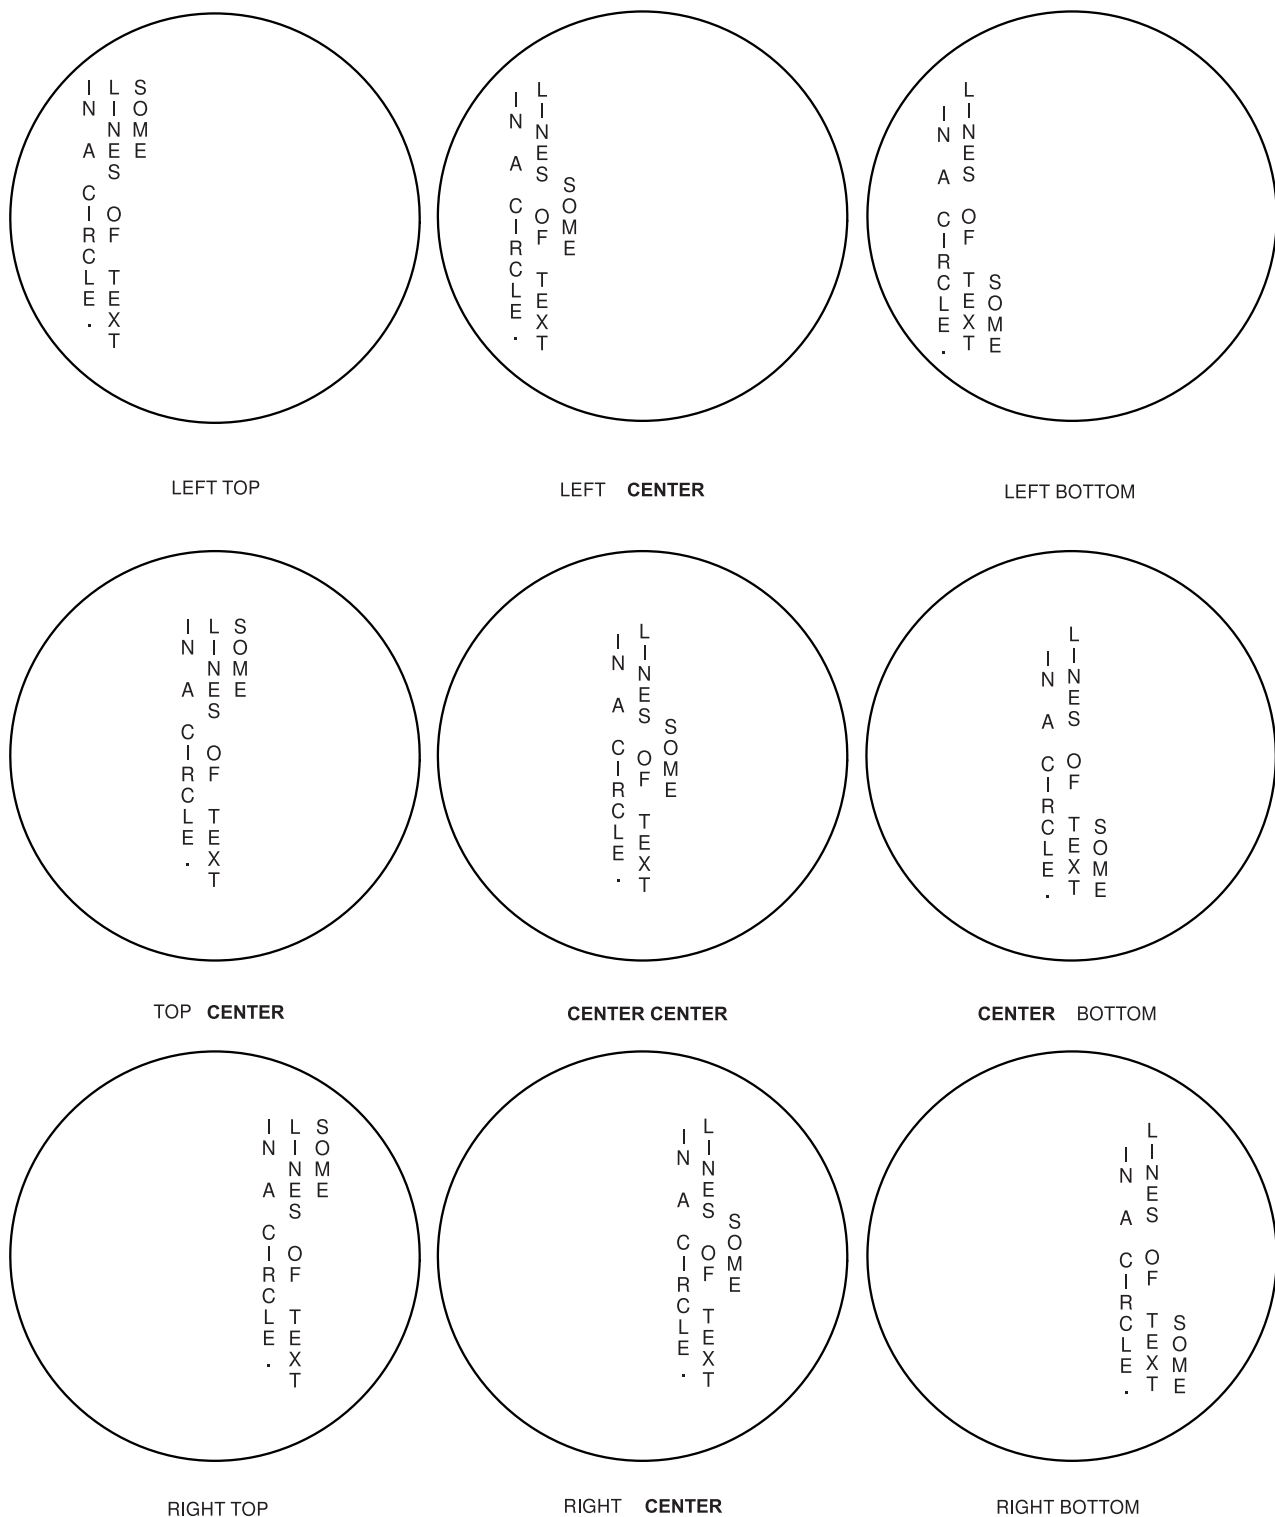 SOME
LINES OF TEXT
IN A CIRCLE.
SOME
LINES OF TEXT
IN A CIRCLE.
SOME
LINES OF TEXT
IN A CIRCLE.
LEFT TOP
LEFT CENTER
LEFT BOTTOM
SOME
LINES OF TEXT
IN A CIRCLE.
SOME
LINES OF TEXT
IN A CIRCLE.
SOME
LINES OF TEXT
IN A CIRCLE.
TOP CENTER
CENTER CENTER
CENTER BOTTOM
SOME
LINES OF TEXT
IN A CIRCLE.
SOME
LINES OF TEXT
IN A CIRCLE.
SOME
LINES OF TEXT
IN A CIRCLE.
RIGHT TOP
RIGHT CENTER
RIGHT BOTTOM